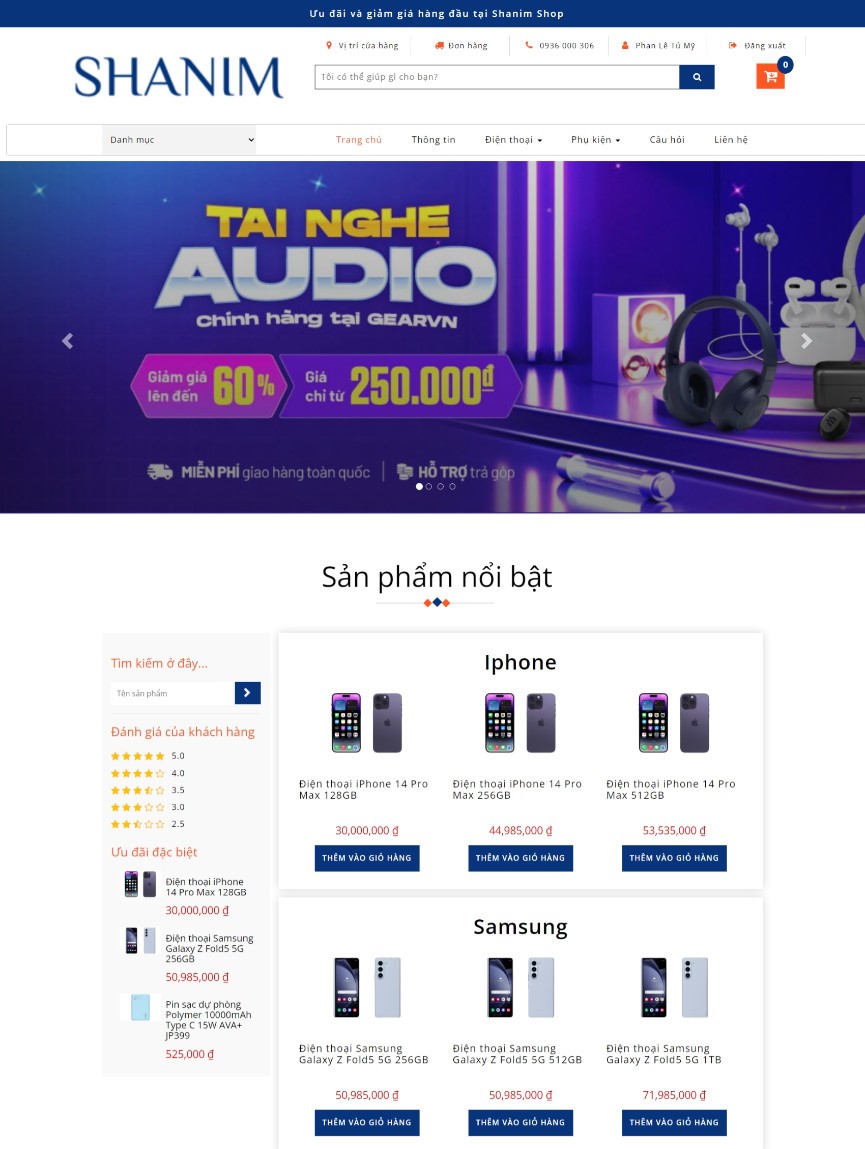 Ưu đãi và giảm giá hàng đầu tại Shanim Shop
Vị trí cửa hàng
Đơn hàng
0936 000 306
Phan Lê Tú Mỹ
Đăng xuất
SHANIM
Tôi có thể giúp gì cho bạn?
0
Danh mục
Trang chủ
Thông tin
Điện thoại
Phụ kiện
Câu hỏi
Liên hệ
TAI NGHE
AUDIO
chính hãng tại GEARVN
Giảm giá lên đến 60%
Giá chỉ từ 250.000đ
MIỄN PHÍ giao hàng toàn quốc | HỖ TRỢ trả góp
Sản phẩm nổi bật
Tìm kiếm ở đây...
Tên sản phẩm
Đánh giá của khách hàng
5.0
4.0
3.5
3.0
2.5
Ưu đãi đặc biệt
Điện thoại iPhone
14 Pro Max 128GB
30,000,000 ₫
Điện thoại Samsung
Galaxy Z Fold5 5G
256GB
50,985,000 ₫
Pin sạc dự phòng
Polymer 10000mAh
Type C 15W AVA+
JP399
525,000 ₫
Iphone
Điện thoại iPhone 14 Pro
Max 128GB
30,000,000 ₫
THÊM VÀO GIỎ HÀNG
Điện thoại iPhone 14 Pro
Max 256GB
44,985,000 ₫
THÊM VÀO GIỎ HÀNG
Điện thoại iPhone 14 Pro
Max 512GB
53,535,000 ₫
THÊM VÀO GIỎ HÀNG
Samsung
Điện thoại Samsung
Galaxy Z Fold5 5G 256GB
50,985,000 ₫
THÊM VÀO GIỎ HÀNG
Điện thoại Samsung
Galaxy Z Fold5 5G 512GB
50,985,000 ₫
THÊM VÀO GIỎ HÀNG
Điện thoại Samsung
Galaxy Z Fold5 5G 1TB
71,985,000 ₫
THÊM VÀO GIỎ HÀNG